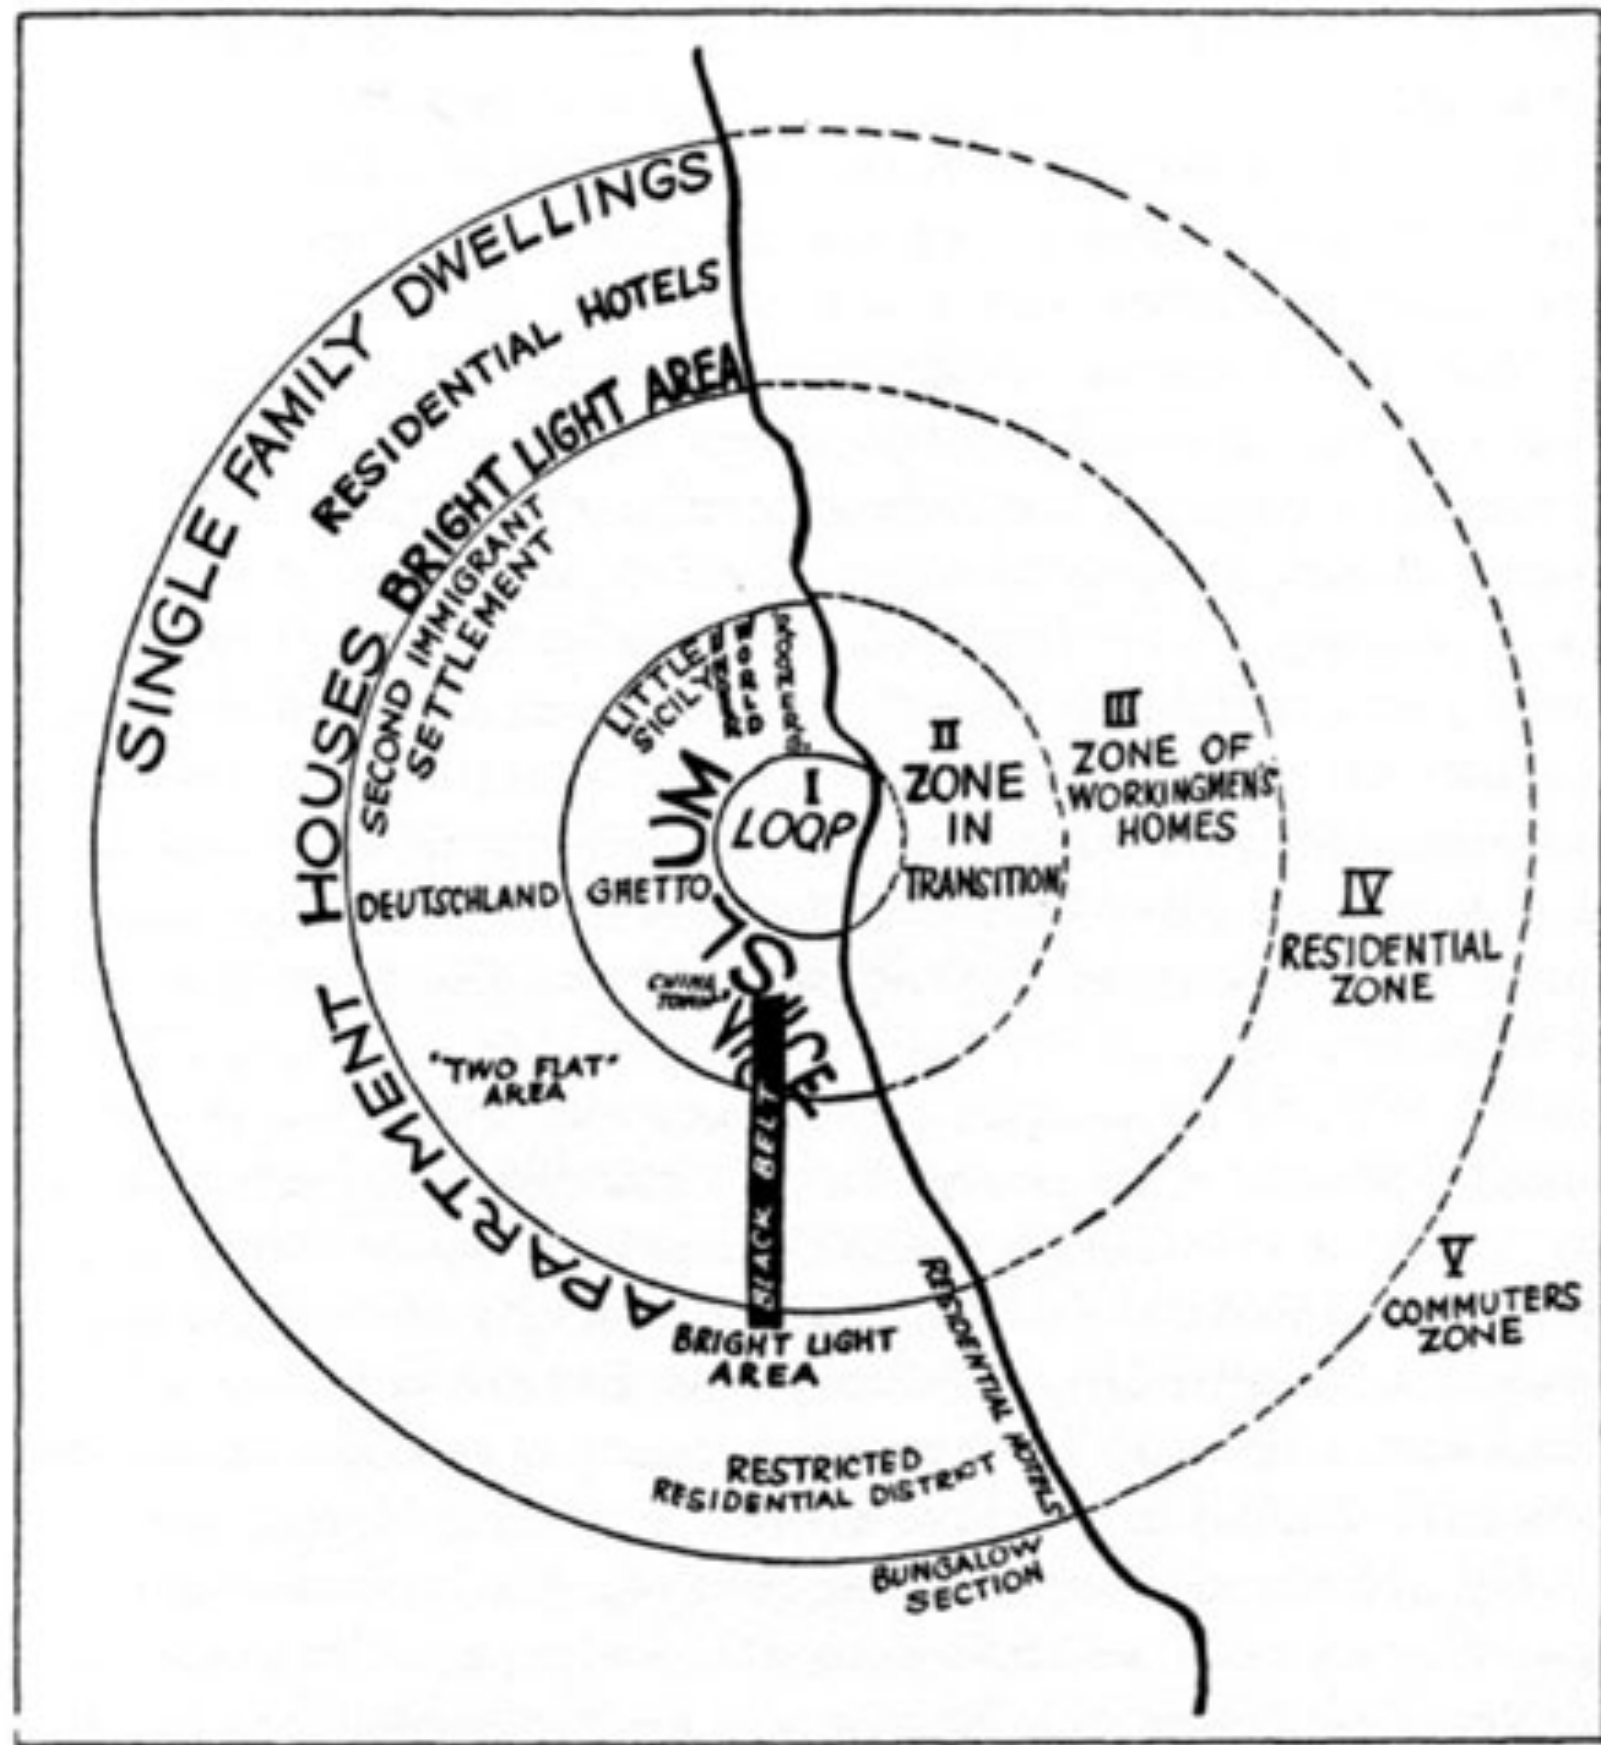 SINGLE FAMILY DWELLINGS
RESIDENTIAL HOTELS
BRIGHT LIGHT AREA
SECOND IMMIGRANT
SETTLEMENT
APARTMENT HOUSES
LITTLE
SICILY
UNDER
WORLD
ROOMERS
I
LOOP
II
ZONE
IN
TRANSITION
III
ZONE OF
WORKINGMEN'S
HOMES
IV
RESIDENTIAL
ZONE
V
COMMUTERS
ZONE
DEUTSCHLAND
GHETTO
SLUM
CHINA
TOWN
VICE
"TWO FLAT"
AREA
BLACK BELT
BRIGHT LIGHT
AREA
RESIDENTIAL HOTELS
RESTRICTED
RESIDENTIAL DISTRICT
BUNGALOW
SECTION